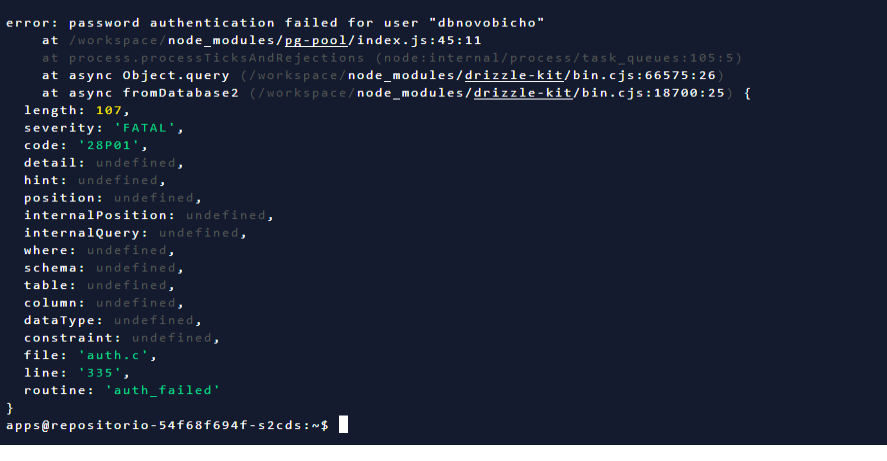 error: password authentication failed for user "dbnovobicho"
at /workspace/node_modules/pg-pool/index.js:45:11
at process.processTicksAndRejections (node:internal/process/task_queues:105:5)
at async Object.query (/workspace/node_modules/drizzle-kit/bin.cjs:66575:26)
at async fromDatabase2 (/workspace/node_modules/drizzle-kit/bin.cjs:18700:25) {
length: 107,
severity: 'FATAL',
code: '28P01',
detail: undefined,
hint: undefined,
position: undefined,
internalPosition: undefined,
internalQuery: undefined,
where: undefined,
schema: undefined,
table: undefined,
column: undefined,
dataType: undefined,
constraint: undefined,
file: 'auth.c',
line: '335',
routine: 'auth_failed'
}
apps@repositorio-54f68f694f-s2cds:~$